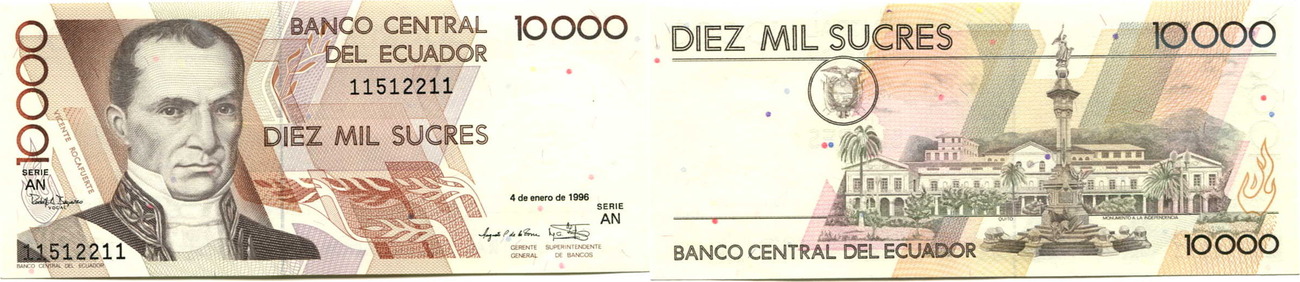 10000
BANCO CENTRAL
DEL ECUADOR
11512211
10000
DIEZ MIL SUCRES
VICENTE ROCAFUERTE
SERIE
AN
VOCAL
4 de enero de 1996
SERIE
AN
GERENTE
GENERAL
SUPERINTENDENTE
DE BANCOS
11512211
BANCO CENTRAL DEL ECUADOR
DIEZ MIL SUCRES
10000
QUITO
MONUMENTO A LA INDEPENDENCIA
BANCO CENTRAL DEL ECUADOR
10000